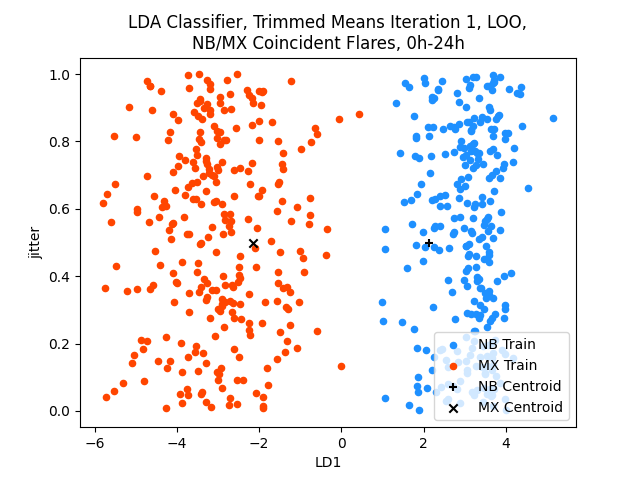 LDA Classifier, Trimmed Means Iteration 1, LOO,
NB/MX Coincident Flares, 0h-24h
1.0
0.8
0.6
0.4
0.2
0.0
jitter
−6
−4
−2
0
2
4
LD1
NB Train
MX Train
NB Centroid
MX Centroid